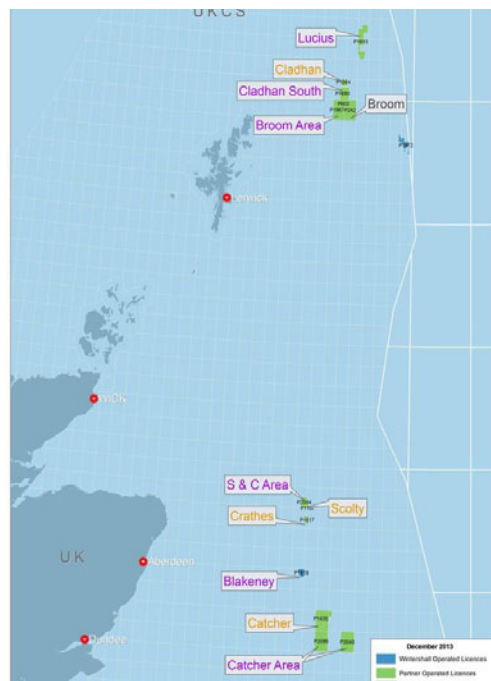 UKCS
Lucius
Cladhan
Cladhan South
Broom
Broom Area
Lerwick
WICK
S & C Area
Scolty
Crathes
UK
Aberdeen
Blakeney
Catcher
Dundee
Catcher Area
December 2013
Wintershall Operated Licences
Partner Operated Licences